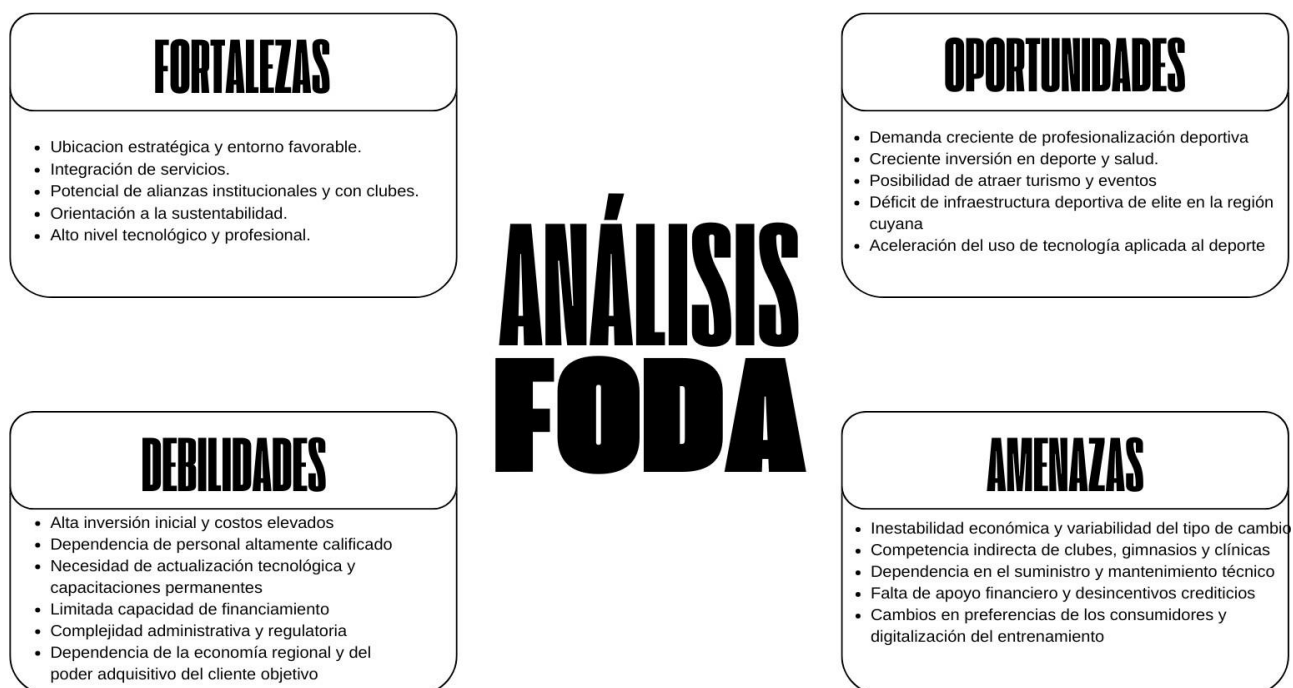 FORTALEZAS
• Ubicacion estratégica y entorno favorable.
• Integración de servicios.
• Potencial de alianzas institucionales y con clubes.
• Orientación a la sustentabilidad.
• Alto nivel tecnológico y profesional.
OPORTUNIDADES
• Demanda creciente de profesionalización deportiva
• Creciente inversión en deporte y salud.
• Posibilidad de atraer turismo y eventos
• Déficit de infraestructura deportiva de elite en la región
cuyana
• Aceleración del uso de tecnología aplicada al deporte
ANÁLISIS
FODA
DEBILIDADES
• Alta inversión inicial y costos elevados
• Dependencia de personal altamente calificado
• Necesidad de actualización tecnológica y
capacitaciones permanentes
• Limitada capacidad de financiamiento
• Complejidad administrativa y regulatoria
• Dependencia de la economía regional y del
poder adquisitivo del cliente objetivo
AMENAZAS
• Inestabilidad económica y variabilidad del tipo de cambio
• Competencia indirecta de clubes, gimnasios y clínicas
• Dependencia en el suministro y mantenimiento técnico
• Falta de apoyo financiero y desincentivos crediticios
• Cambios en preferencias de los consumidores y
digitalización del entrenamiento